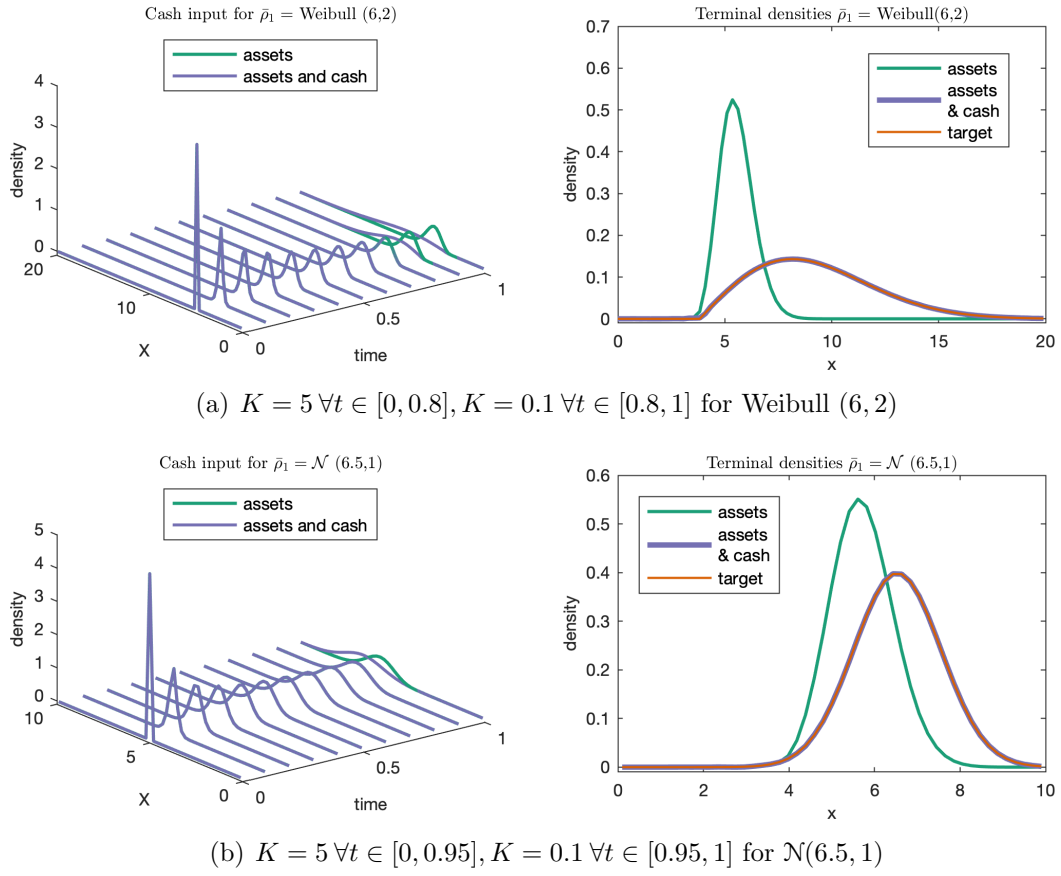 Cash input for ρ̄₁ = Weibull (6,2)
assets
assets and cash
4
3
2
1
0
density
20
10
0
X
0
0.5
1
time
Terminal densities ρ̄₁ = Weibull(6,2)
0.7
0.6
0.5
0.4
0.3
0.2
0.1
0
density
assets
assets
& cash
target
0
5
10
15
20
x
(a) K = 5 ∀t ∈ [0, 0.8], K = 0.1 ∀t ∈ [0.8, 1] for Weibull (6, 2)
Cash input for ρ̄₁ = 𝒩 (6.5,1)
assets
assets and cash
5
4
3
2
1
0
density
10
5
0
X
0
0.5
1
time
Terminal densities ρ̄₁ = 𝒩 (6.5,1)
0.6
0.5
0.4
0.3
0.2
0.1
0
density
assets
assets
& cash
target
0
2
4
6
8
10
x
(b) K = 5 ∀t ∈ [0, 0.95], K = 0.1 ∀t ∈ [0.95, 1] for 𝒩(6.5, 1)